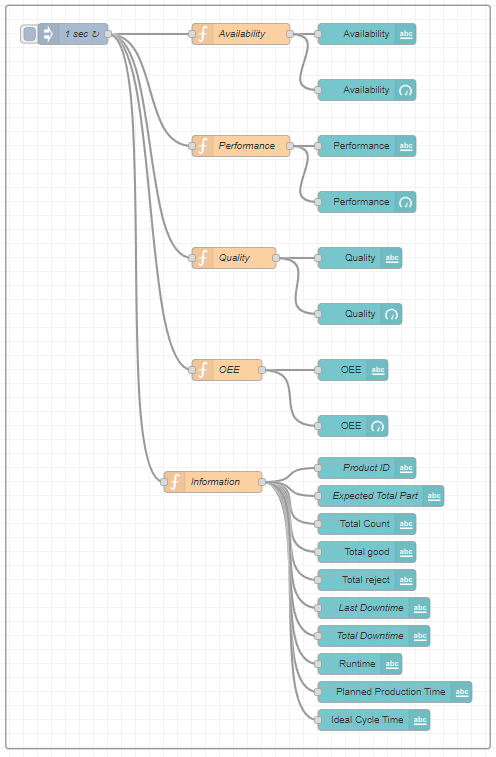 1 sec ↻
Availability
Availability abc
Availability
Performance
Performance abc
Performance
Quality
Quality abc
Quality
OEE
OEE abc
OEE
Information
Product ID abc
Expected Total Part abc
Total Count abc
Total good abc
Total reject abc
Last Downtime abc
Total Downtime abc
Runtime abc
Planned Production Time abc
Ideal Cycle Time abc